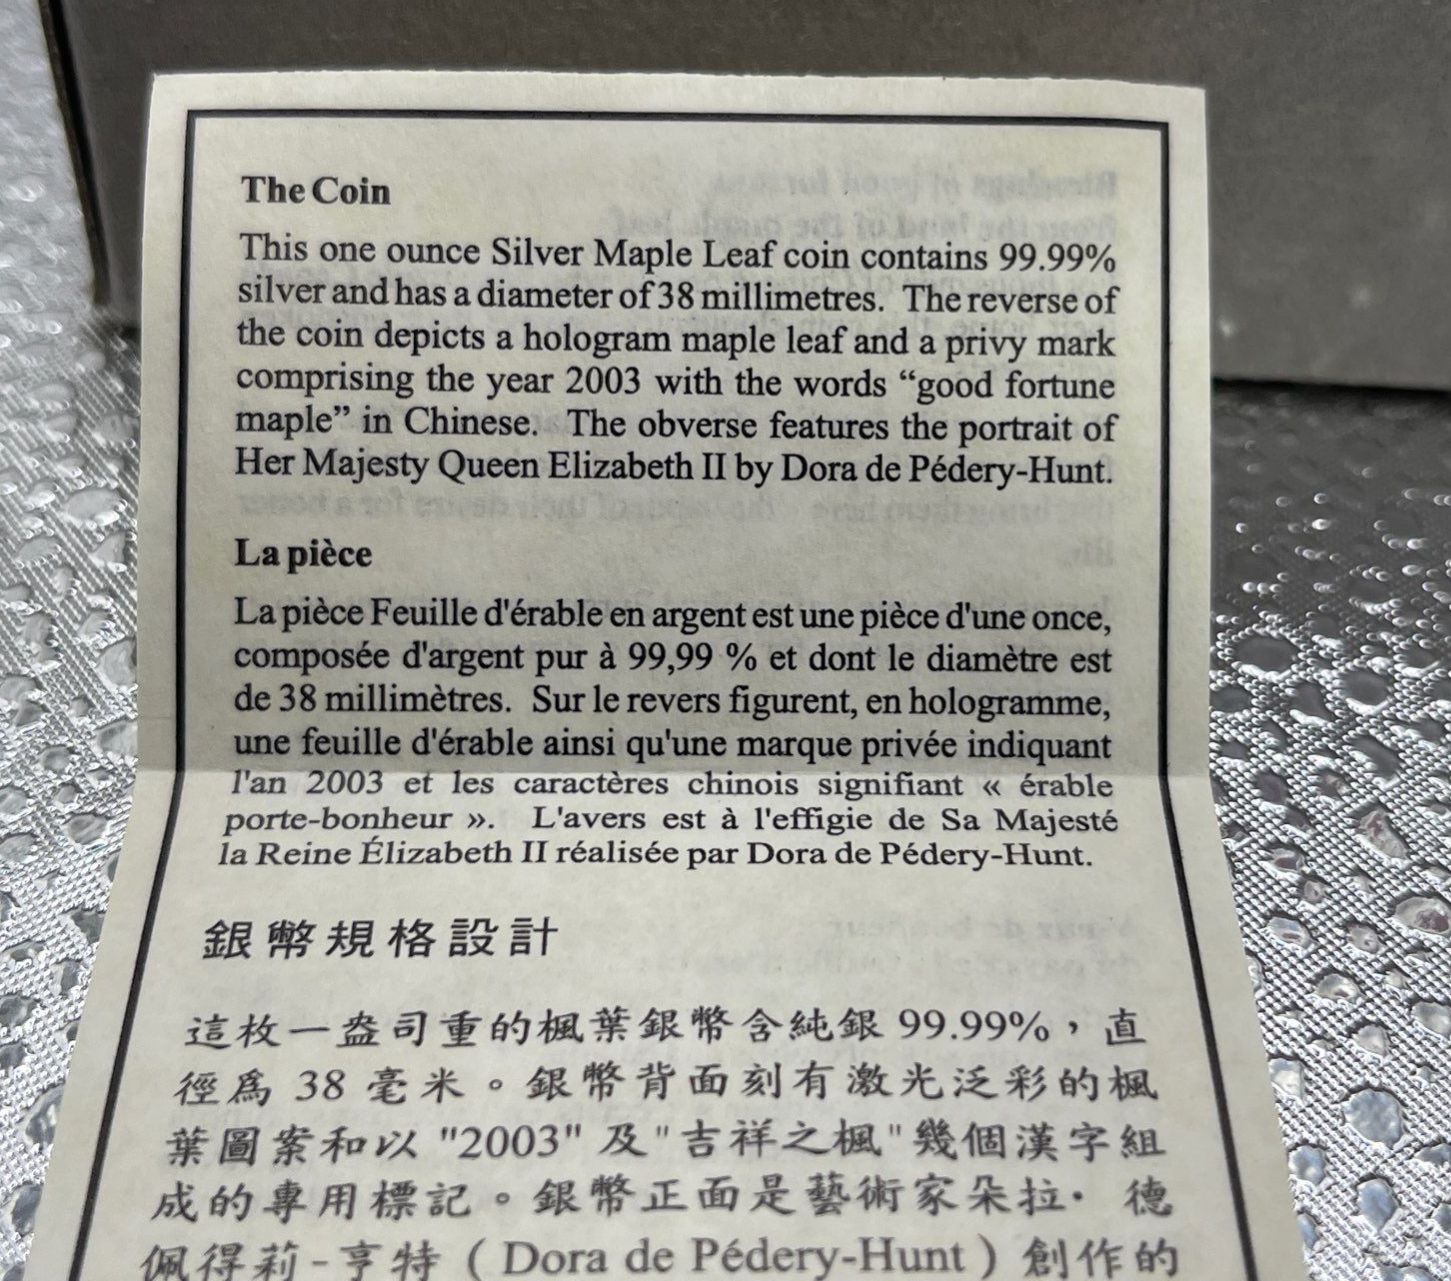 The Coin
This one ounce Silver Maple Leaf coin contains 99.99%
silver and has a diameter of 38 millimetres. The reverse of
the coin depicts a hologram maple leaf and a privy mark
comprising the year 2003 with the words “good fortune
maple” in Chinese. The obverse features the portrait of
Her Majesty Queen Elizabeth II by Dora de Pédery-Hunt.
La pièce
La pièce Feuille d'érable en argent est une pièce d'une once,
composée d'argent pur à 99,99 % et dont le diamètre est
de 38 millimètres. Sur le revers figurent, en hologramme,
une feuille d'érable ainsi qu'une marque privée indiquant
l'an 2003 et les caractères chinois signifiant « érable
porte-bonheur ». L'avers est à l'effigie de Sa Majesté
la Reine Élizabeth II réalisée par Dora de Pédery-Hunt.
銀幣規格設計
這枚一盎司重的楓葉銀幣含純銀 99.99%，直
徑為 38 毫米。銀幣背面刻有激光泛彩的楓
葉圖案和以 "2003" 及 "吉祥之楓" 幾個漢字組
成的專用標記。銀幣正面是藝術家朵拉· 德
佩得莉-亨特 ( Dora de Pédery-Hunt ) 創作的